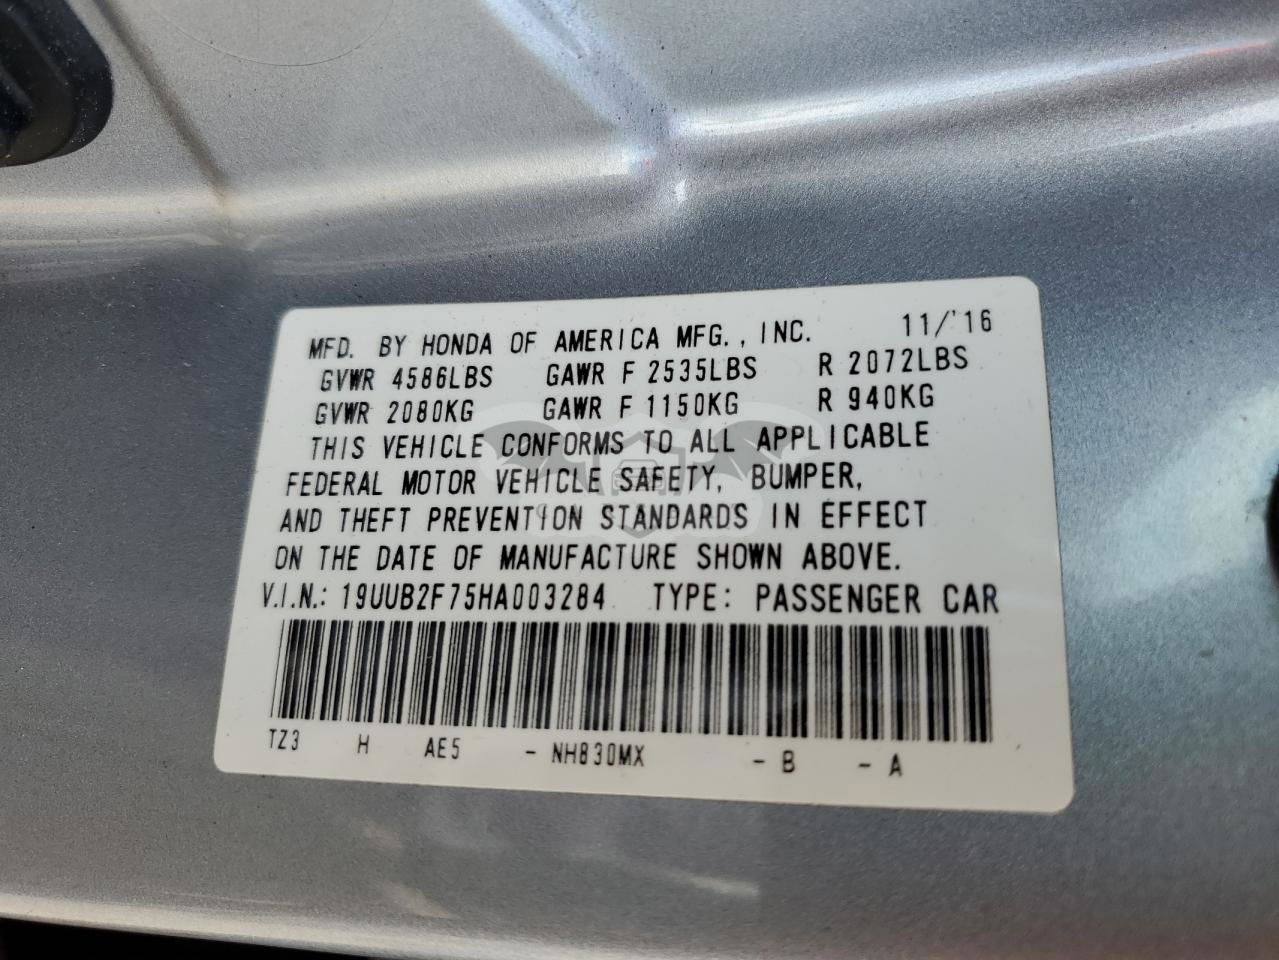 MFD. BY HONDA OF AMERICA MFG., INC. 11/'16
GVWR 4586LBS GAWR F 2535LBS R 2072LBS
GVWR 2080KG GAWR F 1150KG R 940KG
THIS VEHICLE CONFORMS TO ALL APPLICABLE
FEDERAL MOTOR VEHICLE SAFETY, BUMPER,
AND THEFT PREVENTION STANDARDS IN EFFECT
ON THE DATE OF MANUFACTURE SHOWN ABOVE.
V.I.N.: 19UUB2F75HA003284 TYPE: PASSENGER CAR
TZ3 H AE5 - NH830MX - B - A